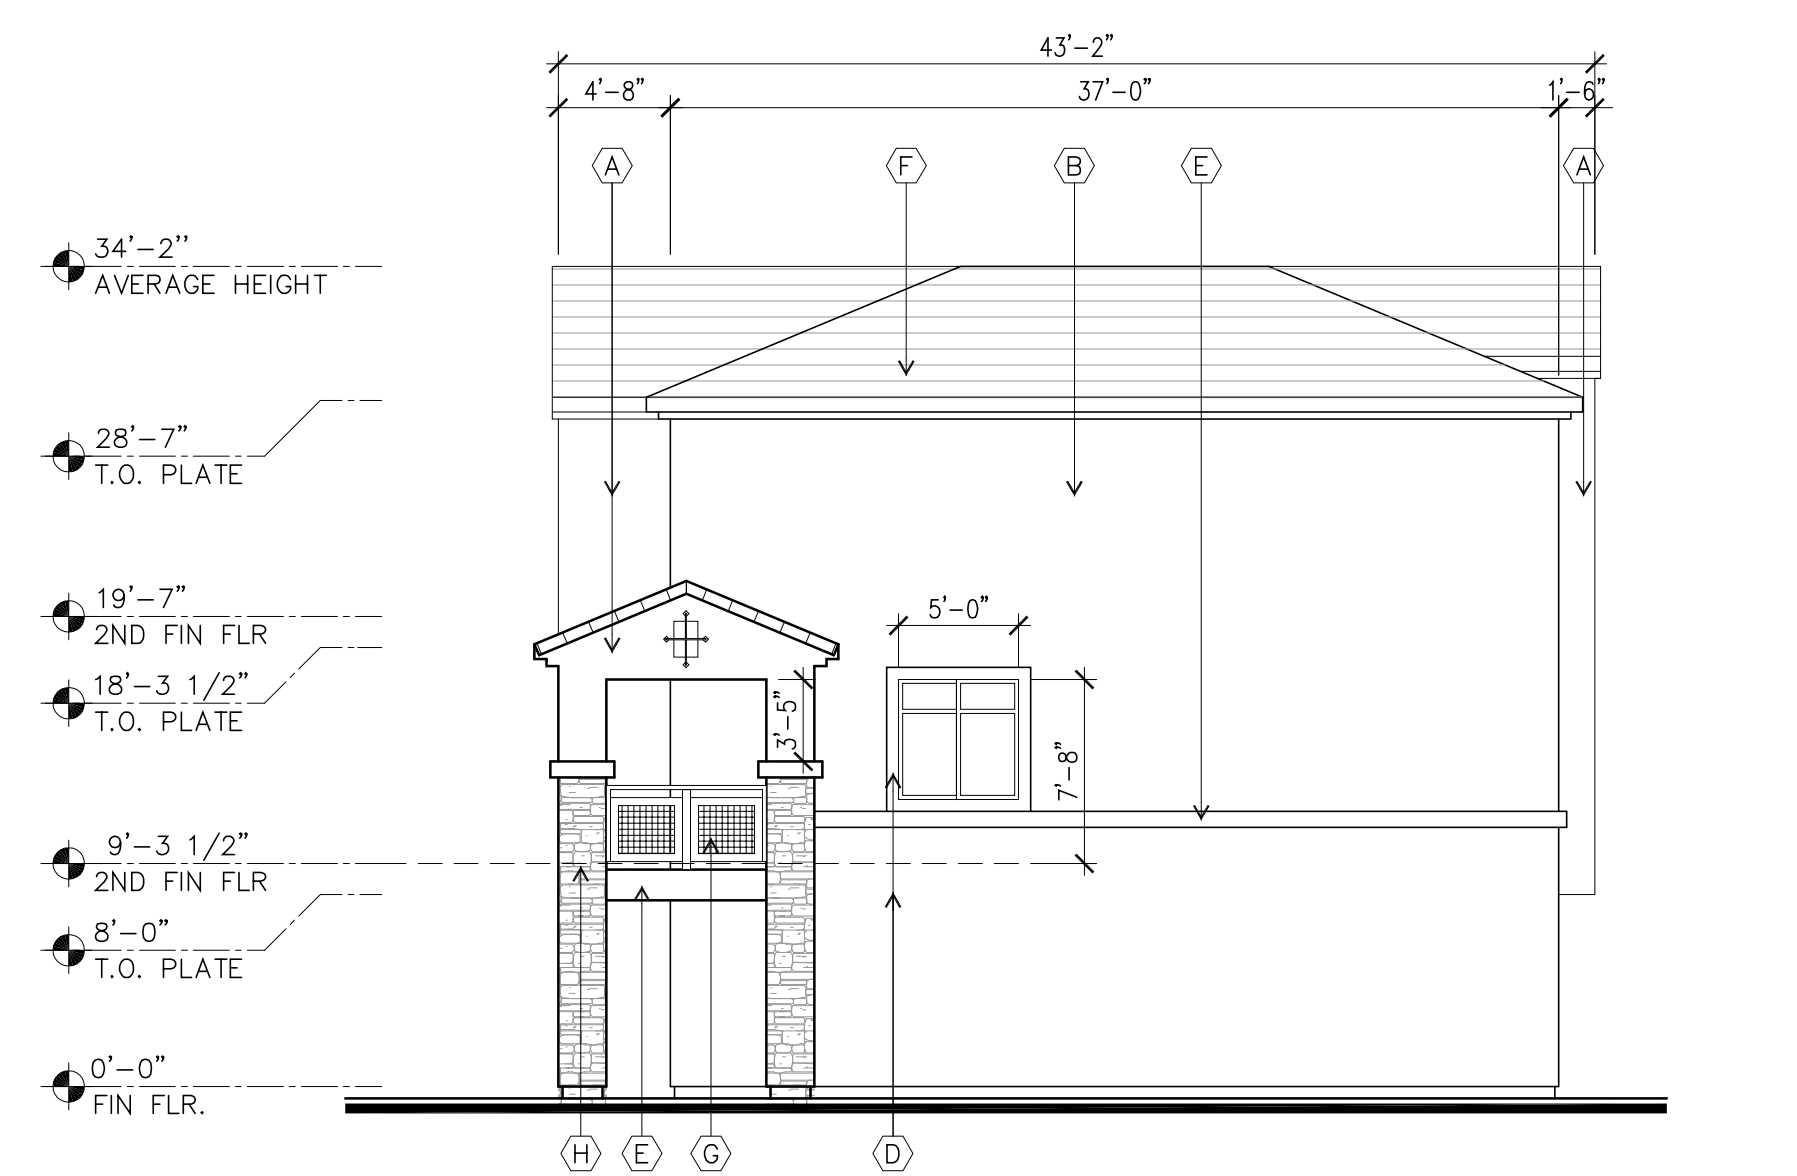 43'-2"
4'-8" 37'-0" 1'-6"
A F B E A
34'-2''
AVERAGE HEIGHT
28'-7"
T.O. PLATE
19'-7"
2ND FIN FLR
5'-0"
18'-3 1/2"
T.O. PLATE
3'-5"
7'-8"
9'-3 1/2"
2ND FIN FLR
8'-0"
T.O. PLATE
0'-0"
FIN FLR.
H E G D